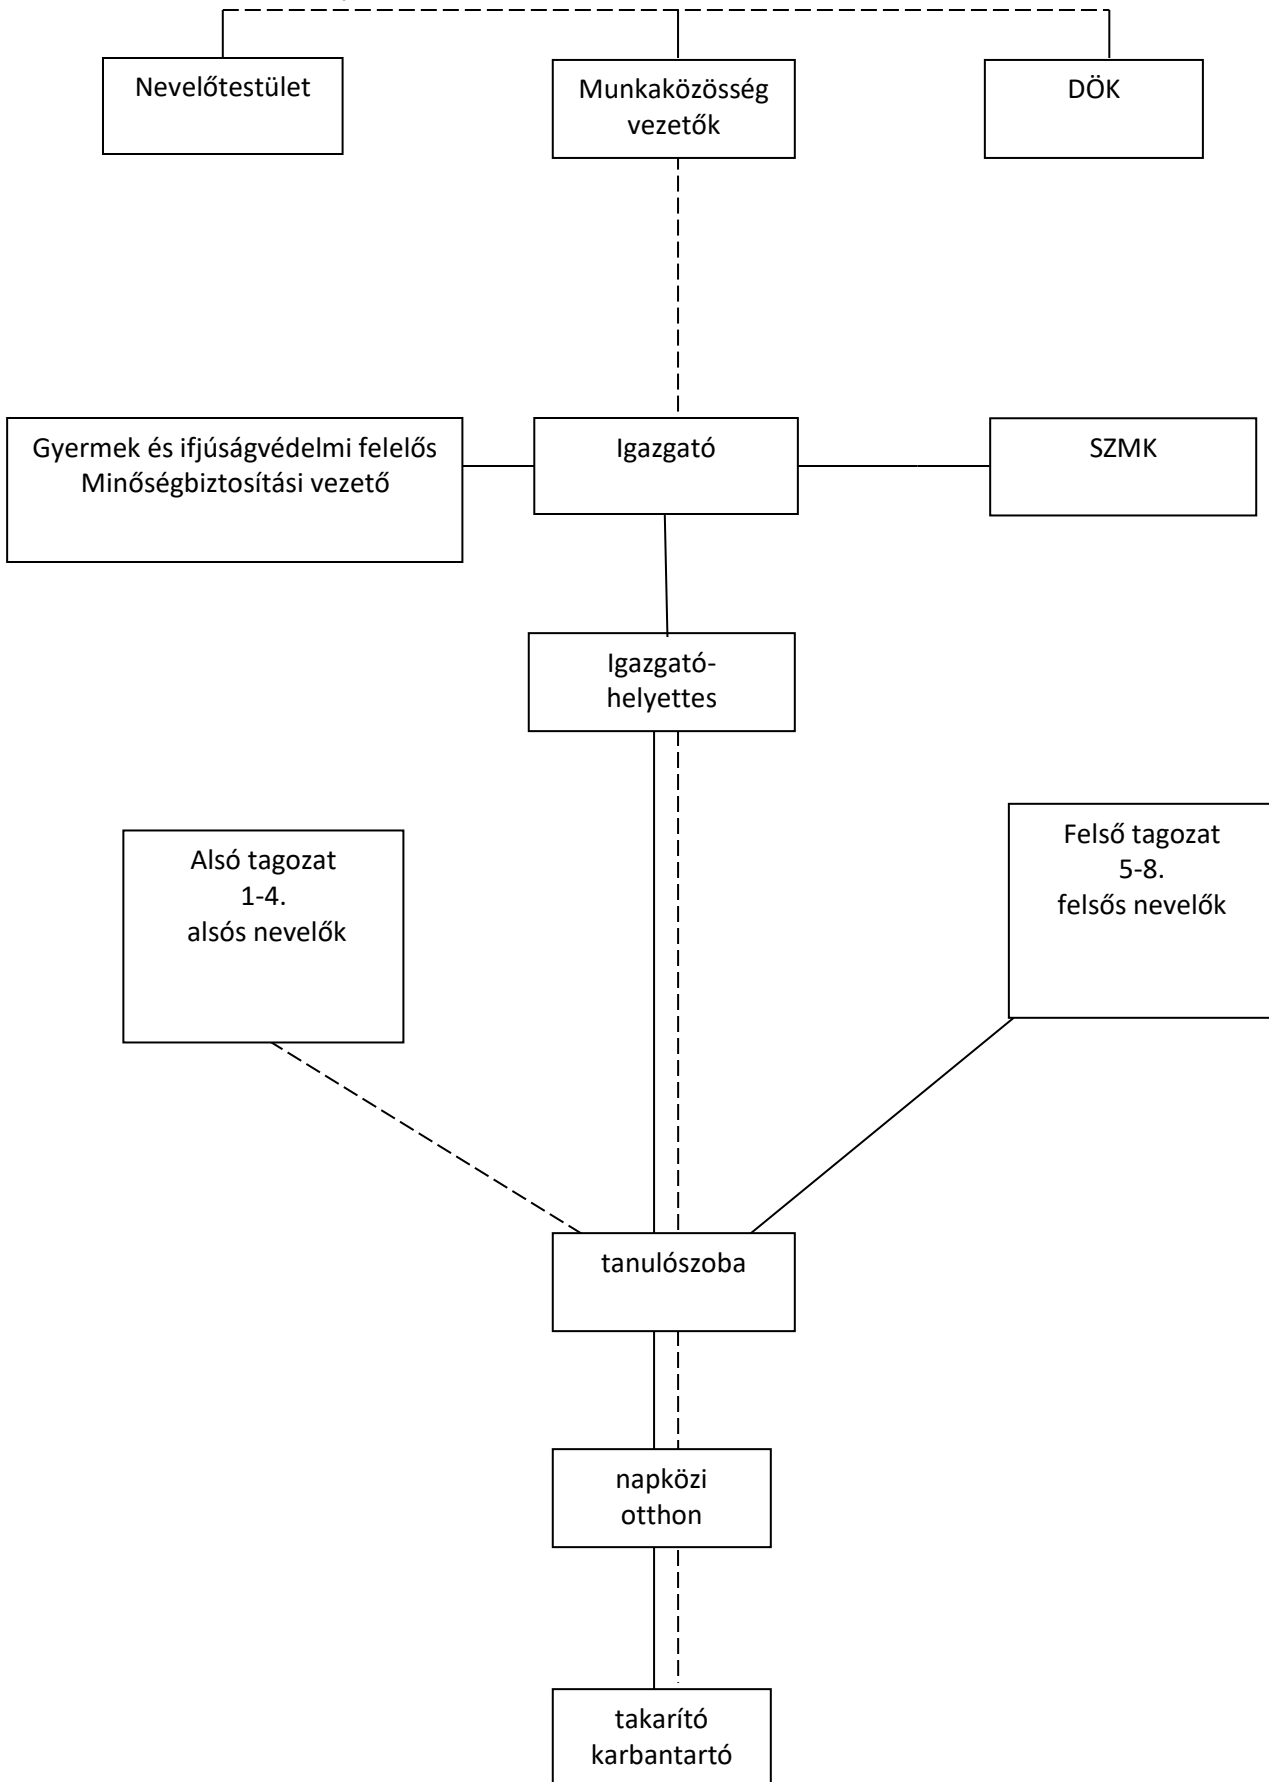 Nevelőtestület
Munkaközösség
vezetők
DÖK
Gyermek és ifjúságvédelmi felelős
Minőségbiztosítási vezető
Igazgató
SZMK
Igazgató-
helyettes
Alsó tagozat
1-4.
alsós nevelők
Felső tagozat
5-8.
felsős nevelők
tanulószoba
napközi
otthon
takarító
karbantartó